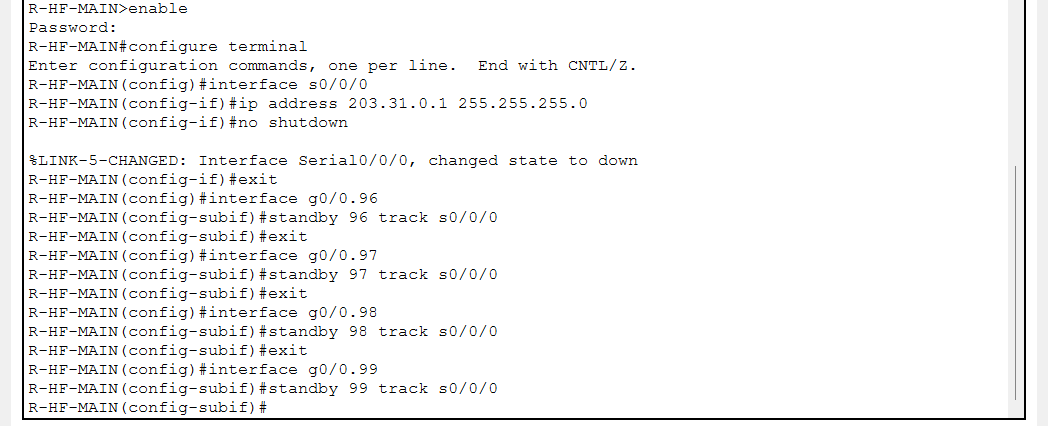 R-HF-MAIN>enable
Password:
R-HF-MAIN#configure terminal
Enter configuration commands, one per line.  End with CNTL/Z.
R-HF-MAIN(config)#interface s0/0/0
R-HF-MAIN(config-if)#ip address 203.31.0.1 255.255.255.0
R-HF-MAIN(config-if)#no shutdown
%LINK-5-CHANGED: Interface Serial0/0/0, changed state to down
R-HF-MAIN(config-if)#exit
R-HF-MAIN(config)#interface g0/0.96
R-HF-MAIN(config-subif)#standby 96 track s0/0/0
R-HF-MAIN(config-subif)#exit
R-HF-MAIN(config)#interface g0/0.97
R-HF-MAIN(config-subif)#standby 97 track s0/0/0
R-HF-MAIN(config-subif)#exit
R-HF-MAIN(config)#interface g0/0.98
R-HF-MAIN(config-subif)#standby 98 track s0/0/0
R-HF-MAIN(config-subif)#exit
R-HF-MAIN(config)#interface g0/0.99
R-HF-MAIN(config-subif)#standby 99 track s0/0/0
R-HF-MAIN(config-subif)#